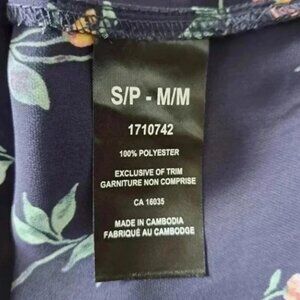 S/P - M/M
1710742
100% POLYESTER
EXCLUSIVE OF TRIM
GARNITURE NON COMPRISE
CA 16035
MADE IN CAMBODIA
FABRIQUÉ AU CAMBODGE